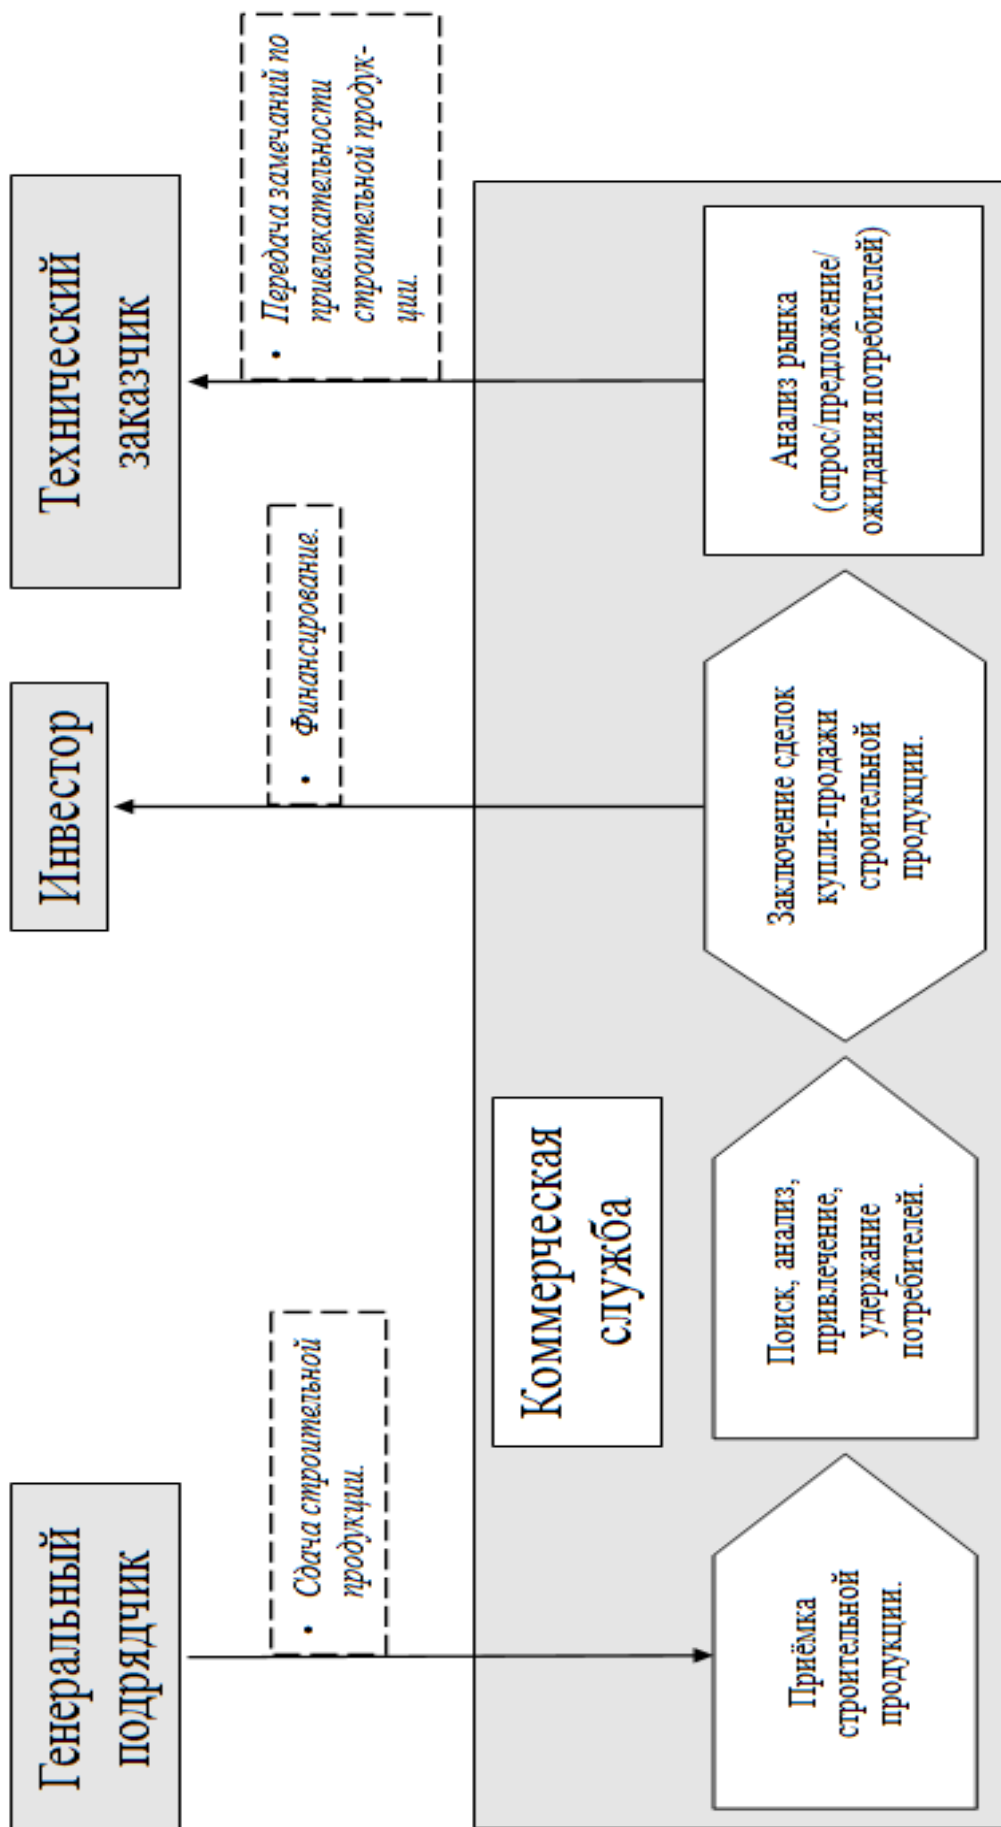 Генеральный
подрядчик
Инвестор
Технический
заказчик
• Сдача строительной
продукции.
• Финансирование.
• Передача замечаний по
привлекательности
строительной продук-
ции.
Коммерческая
служба
Приёмка
строительной
продукции.
Поиск, анализ,
привлечение,
удержание
потребителей.
Заключение сделок
купли-продажи
строительной
продукции.
Анализ рынка
(спрос/предложение/
ожидания потребителей)